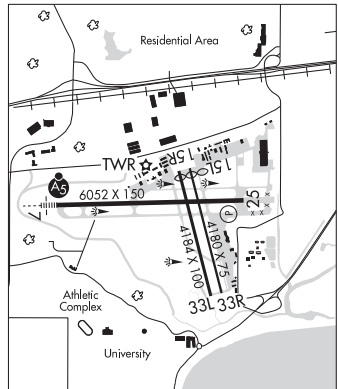 Residential Area
TWR
15R
15L
A5
6052 X 150
7
25
P
4184 X 100
4180 X 75
33L 33R
Athletic
Complex
University